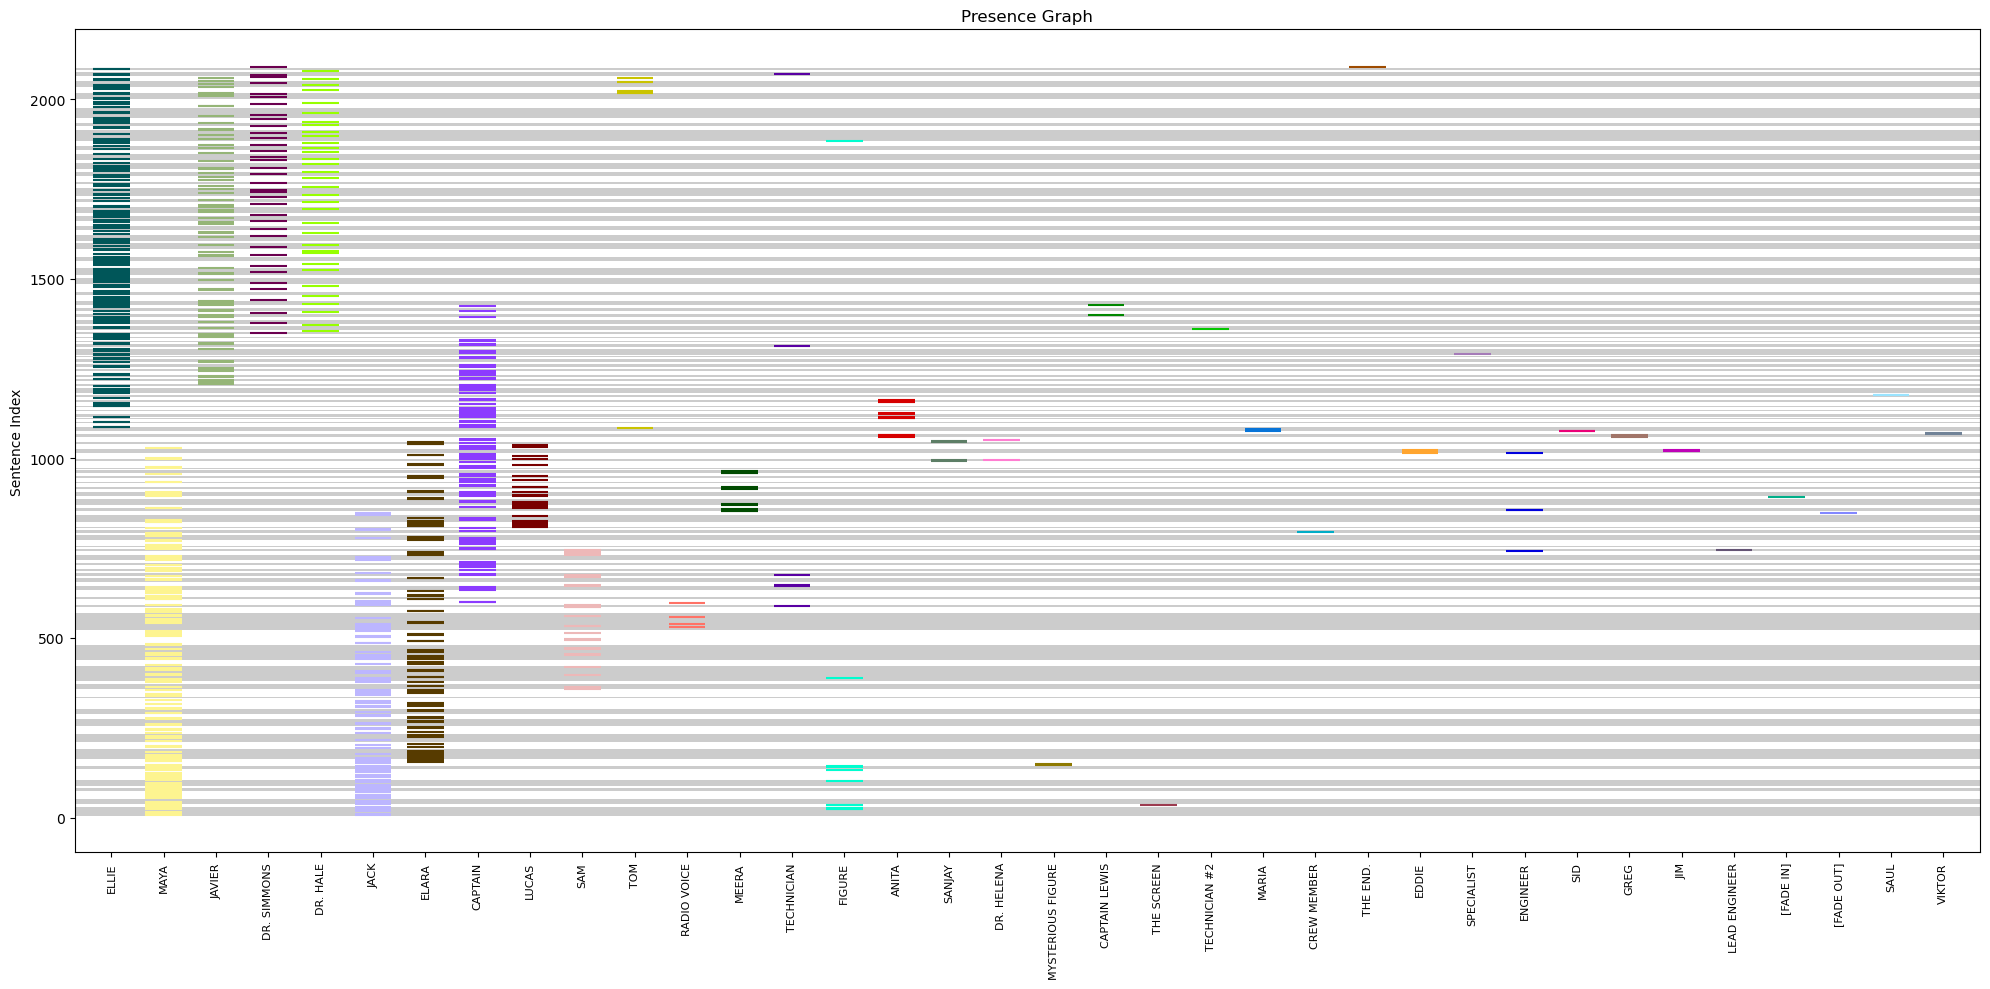 Presence Graph
Sentence Index
2000
1500
1000
500
0
ELLIE
MAYA
JAVIER
DR. SIMMONS
DR. HALE
JACK
ELARA
CAPTAIN
LUCAS
SAM
TOM
RADIO VOICE
MEERA
TECHNICIAN
FIGURE
ANITA
SANJAY
DR. HELENA
MYSTERIOUS FIGURE
CAPTAIN LEWIS
THE SCREEN
TECHNICIAN #2
MARIA
CREW MEMBER
THE END.
EDDIE
SPECIALIST
ENGINEER
SID
GREG
JIM
LEAD ENGINEER
[FADE IN]
[FADE OUT]
SAUL
VIKTOR